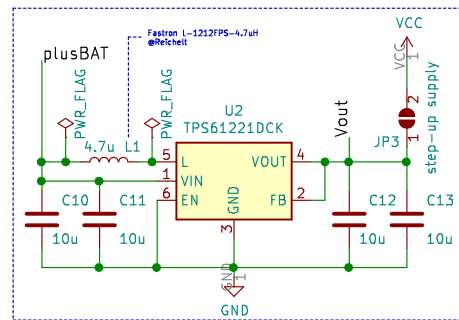 Fastron L-1212FPS-4.7uH
@Reichelt
VCC
plusBAT
VCC
1
PWR_FLAG
PWR_FLAG
4.7u
L1
U2
TPS61221DCK
Vout
2
JP3
1
step-up supply
5
L
VOUT
4
1
VIN
6
EN
GND
FB
2
3
C10
10u
C11
10u
C12
10u
C13
10u
GND
1
GND